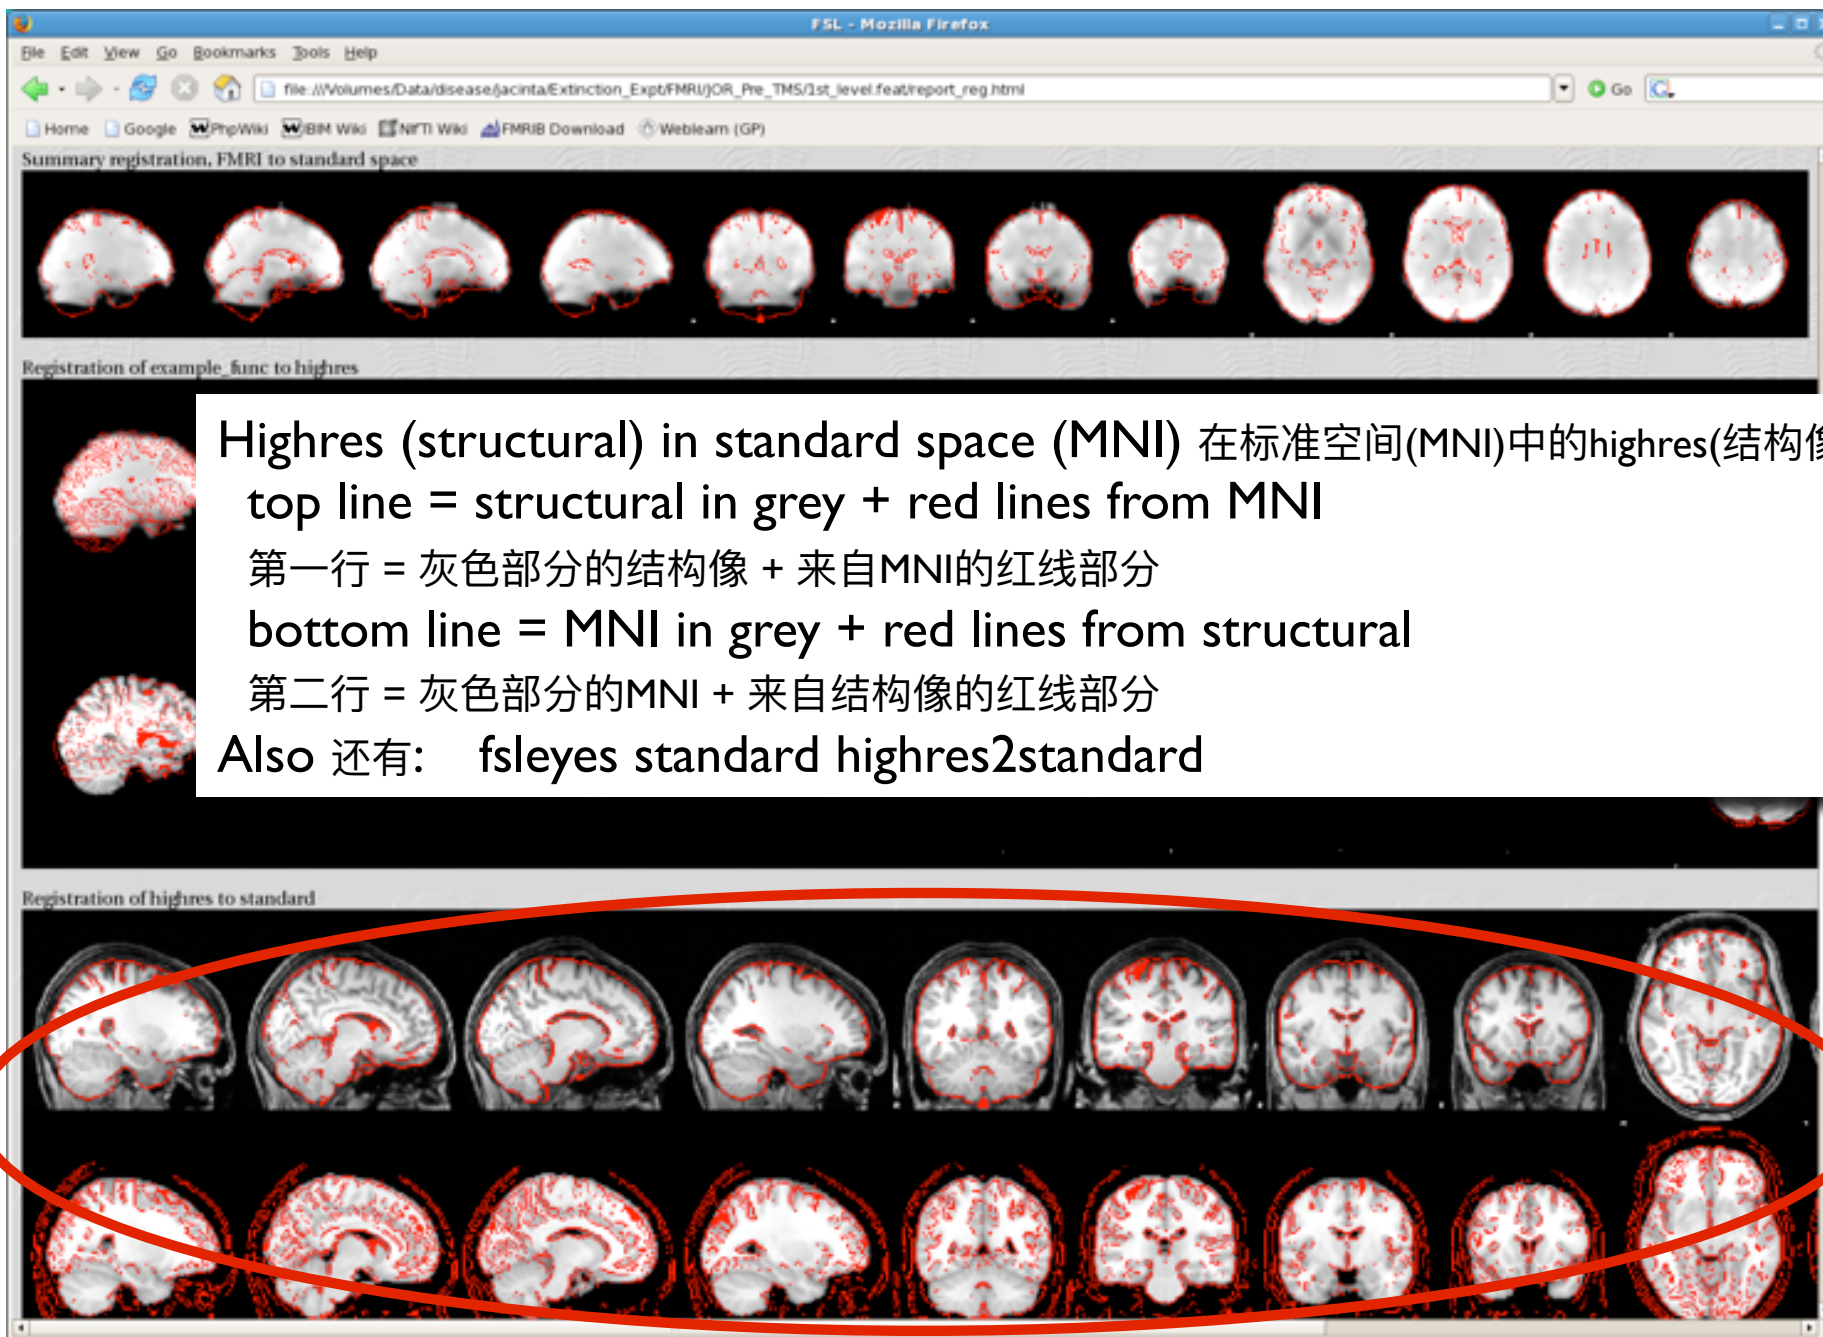 FSL - Mozilla Firefox
File Edit View Go Bookmarks Tools Help
file:///Volumes/Data/disease/jacinta/Extinction_Expt/FMRI/JOR_Pre_TMS/1st_level.feat/report_reg.html Go
Home Google PhpWiki IBIM Wiki NIfTI Wiki FMRIB Download Weblearn (GP)
Summary registration, FMRI to standard space
Registration of example_func to highres
Highres (structural) in standard space (MNI) 在标准空间(MNI)中的highres(结构像
top line = structural in grey + red lines from MNI
第一行 = 灰色部分的结构像 + 来自MNI的红线部分
bottom line = MNI in grey + red lines from structural
第二行 = 灰色部分的MNI + 来自结构像的红线部分
Also 还有: fsleyes standard highres2standard
Registration of highres to standard